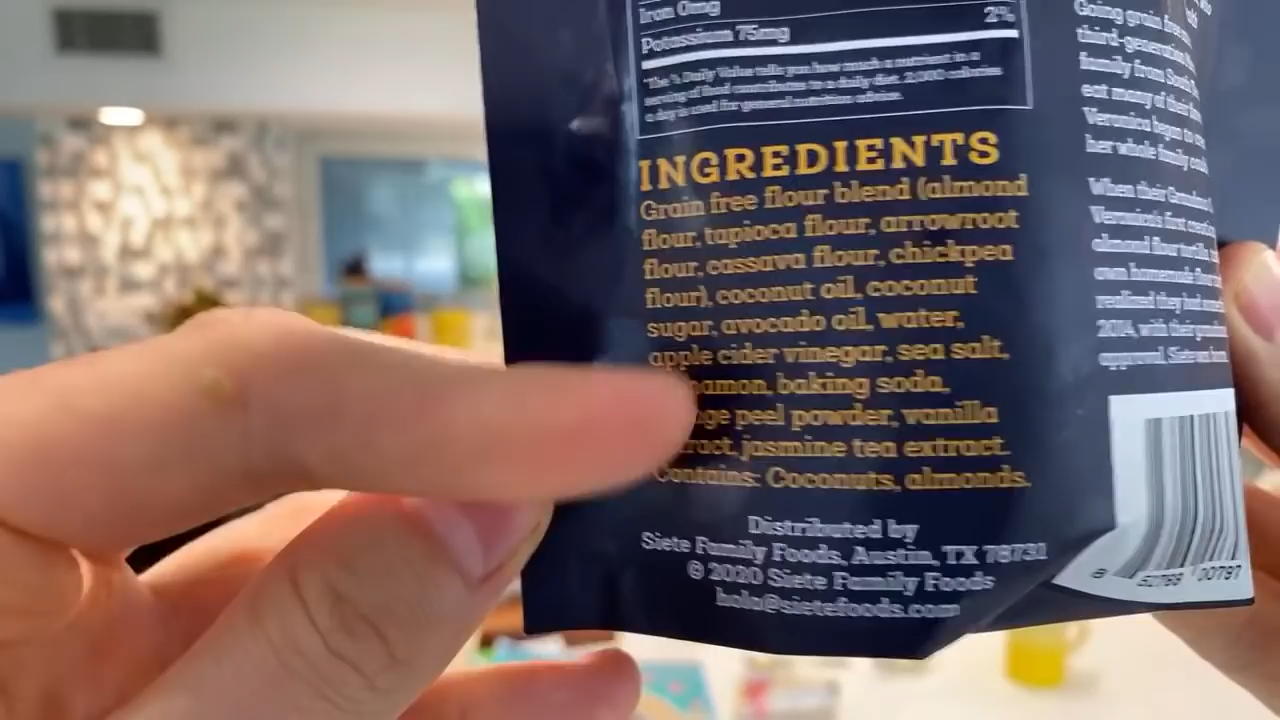 Iron 0mg 2%
Potassium 75mg
*The % Daily Value tells you how much a nutrient in a
serving of food contributes to a daily diet. 2,000 calories
a day is used for general nutrition advice.
INGREDIENTS
Grain free flour blend (almond
flour, tapioca flour, arrowroot
flour, cassava flour, chickpea
flour), coconut oil, coconut
sugar, avocado oil, water,
apple cider vinegar, sea salt,
amon, baking soda,
ge peel powder, vanilla
ract, jasmine tea extract.
Contains: Coconuts, almonds.
Distributed by
Siete Family Foods, Austin, TX 78731
© 2020 Siete Family Foods
hola@sietefoods.com
Going grain free
third-generation
family from South
eat many of their
Veronica began to
her whole family
When their Grandma
Veronica's first
almond flour
own homemade
realized they had
2014, with their
approval, Siete